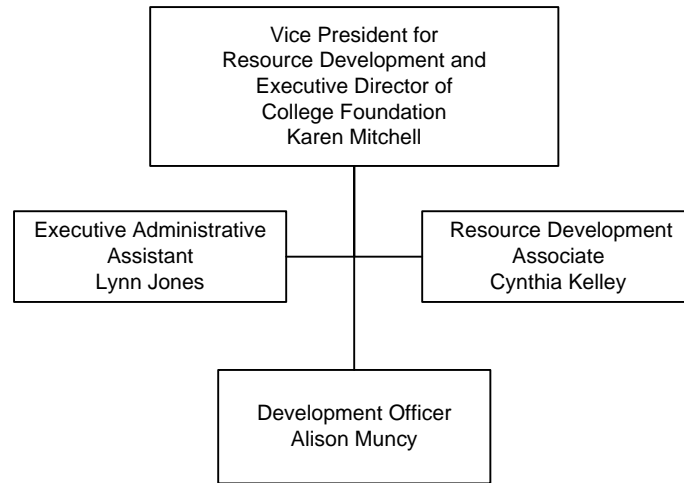 Vice President for
Resource Development and
Executive Director of
College Foundation
Karen Mitchell
Executive Administrative
Assistant
Lynn Jones
Resource Development
Associate
Cynthia Kelley
Development Officer
Alison Muncy